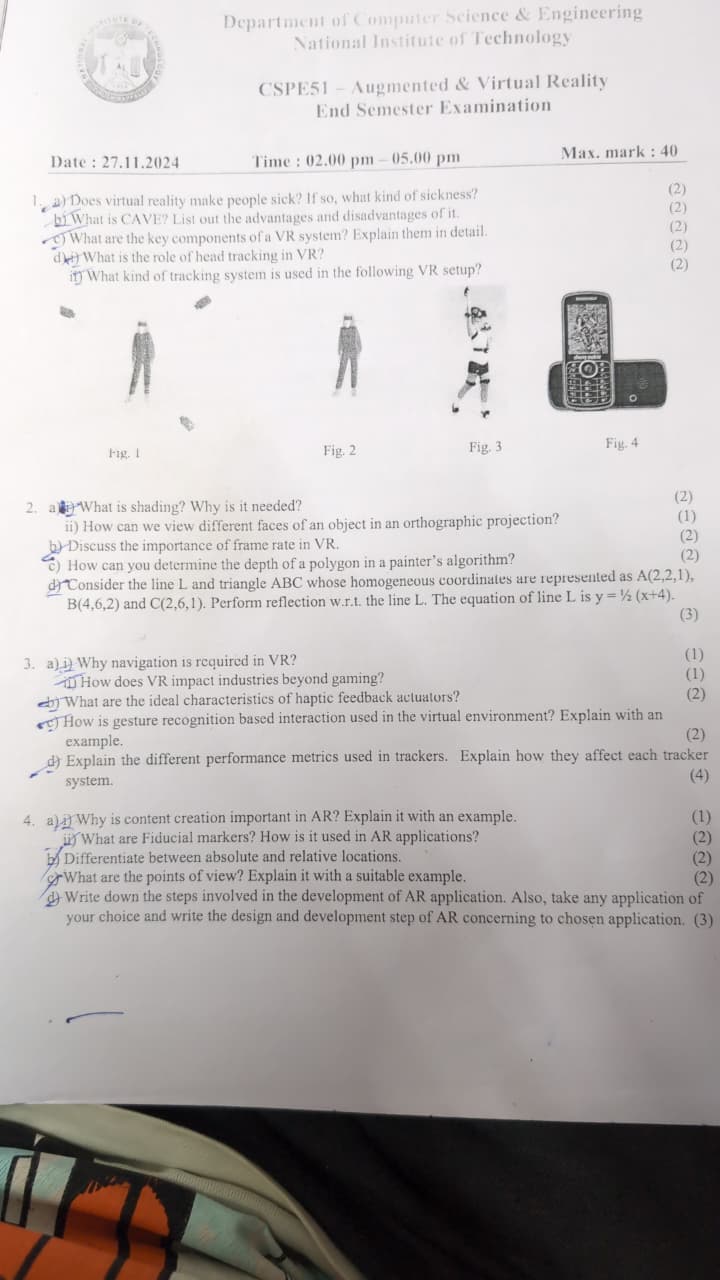 Department of Computer Science & Engineering
National Institute of Technology
CSPE51 – Augmented & Virtual Reality
End Semester Examination
Date : 27.11.2024 Time : 02.00 pm – 05.00 pm Max. mark : 40
1. a) Does virtual reality make people sick? If so, what kind of sickness? (2)
b) What is CAVE? List out the advantages and disadvantages of it. (2)
c) What are the key components of a VR system? Explain them in detail. (2)
d) i) What is the role of head tracking in VR? (2)
ii) What kind of tracking system is used in the following VR setup? (2)
Fig. 1 Fig. 2 Fig. 3 Fig. 4
2. a) i) What is shading? Why is it needed? (2)
ii) How can we view different faces of an object in an orthographic projection? (1)
b) Discuss the importance of frame rate in VR. (2)
c) How can you determine the depth of a polygon in a painter's algorithm? (2)
d) Consider the line L and triangle ABC whose homogeneous coordinates are represented as A(2,2,1),
B(4,6,2) and C(2,6,1). Perform reflection w.r.t. the line L. The equation of line L is y = ½ (x+4).
(3)
3. a) i) Why navigation is required in VR? (1)
ii) How does VR impact industries beyond gaming? (1)
b) What are the ideal characteristics of haptic feedback actuators? (2)
c) How is gesture recognition based interaction used in the virtual environment? Explain with an
example. (2)
d) Explain the different performance metrics used in trackers. Explain how they affect each tracker
system. (4)
4. a) i) Why is content creation important in AR? Explain it with an example. (1)
ii) What are Fiducial markers? How is it used in AR applications? (2)
b) Differentiate between absolute and relative locations. (2)
c) What are the points of view? Explain it with a suitable example. (2)
d) Write down the steps involved in the development of AR application. Also, take any application of
your choice and write the design and development step of AR concerning to chosen application. (3)